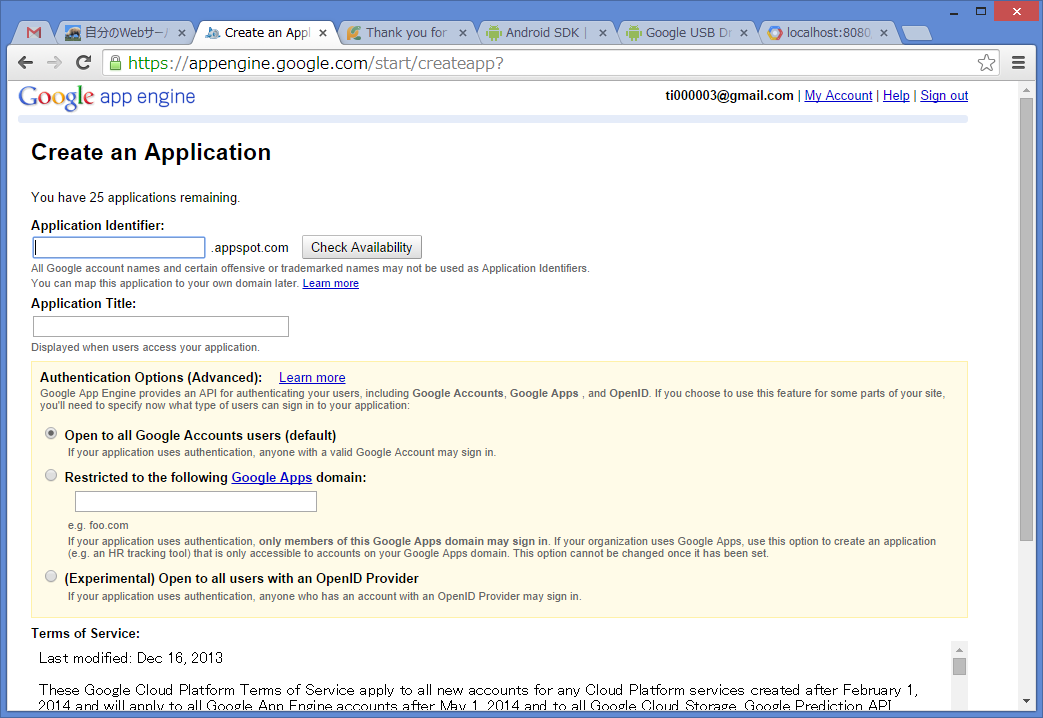 自分のWebサー
Create an Appl
Thank you for
Android SDK |
Google USB Dr
localhost:8080
https://appengine.google.com/start/createapp?
Google app engine
ti000003@gmail.com | My Account | Help | Sign out
Create an Application
You have 25 applications remaining.
Application Identifier:
.appspot.com Check Availability
All Google account names and certain offensive or trademarked names may not be used as Application Identifiers.
You can map this application to your own domain later. Learn more
Application Title:
Displayed when users access your application.
Authentication Options (Advanced): Learn more
Google App Engine provides an API for authenticating your users, including Google Accounts, Google Apps , and OpenID. If you choose to use this feature for some parts of your site,
you'll need to specify now what type of users can sign in to your application:
Open to all Google Accounts users (default)
If your application uses authentication, anyone with a valid Google Account may sign in.
Restricted to the following Google Apps domain:
e.g. foo.com
If your application uses authentication, only members of this Google Apps domain may sign in. If your organization uses Google Apps, use this option to create an application
(e.g. an HR tracking tool) that is only accessible to accounts on your Google Apps domain. This option cannot be changed once it has been set.
(Experimental) Open to all users with an OpenID Provider
If your application uses authentication, anyone who has an account with an OpenID Provider may sign in.
Terms of Service:
Last modified: Dec 16, 2013
These Google Cloud Platform Terms of Service apply to all new accounts for any Cloud Platform services created after February 1,
2014 and will apply to all Google App Engine accounts after May 1, 2014 and to all Google Cloud Storage, Google Prediction API